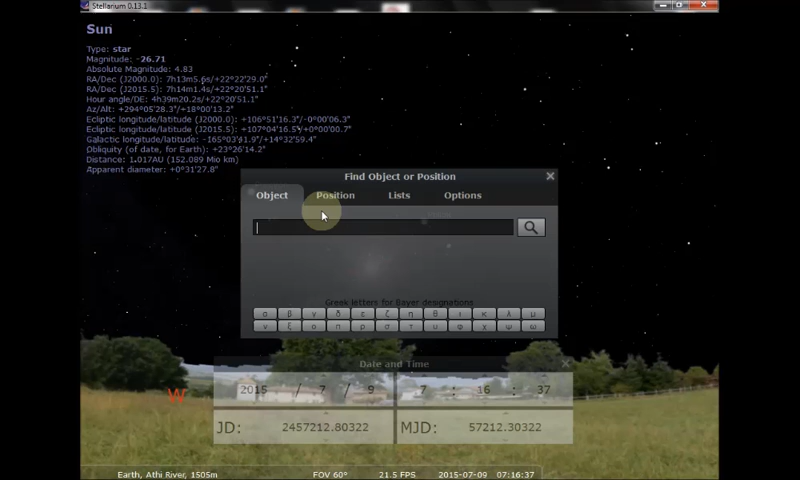 Stellarium 0.13.1
Sun
Type: star
Magnitude: -26.71
Absolute Magnitude: 4.83
RA/Dec (J2000.0): 7h13m5.6s/+22°22'29.0"
RA/Dec (J2015.5): 7h14m1.4s/+22°20'51.1"
Hour angle/DE: 4h39m20.2s/+22°20'51.1"
Az/Alt: +294°05'28.3"/+18°00'13.2"
Ecliptic longitude/latitude (J2000.0): +106°51'16.3"/-0°00'06.3"
Ecliptic longitude/latitude (J2015.5): +107°04'16.5"/+0°00'00.7"
Galactic longitude/latitude: -165°03'41.9"/+14°32'59.4"
Obliquity (of date, for Earth): +23°26'14.2"
Distance: 1.017AU (152.089 Mio km)
Apparent diameter: +0°31'27.8"
Find Object or Position
Object Position Lists Options
Greek letters for Bayer designations
α β γ δ ε ζ η θ ι κ λ μ
ν ξ ο π ρ σ τ υ φ χ ψ ω
Date and Time
2015 / 7 / 9 7 : 16 : 37
JD: 2457212.80322 MJD: 57212.30322
W
Earth, Athi River, 1505m FOV 60° 21.5 FPS 2015-07-09 07:16:37